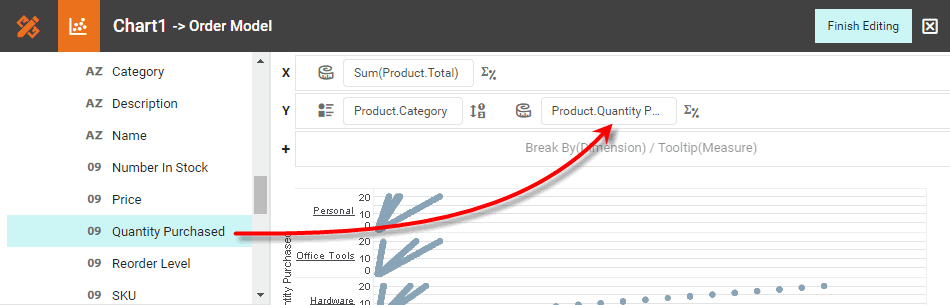 Chart1 -> Order Model
Finish Editing
AZ Category
AZ Description
AZ Name
09 Number In Stock
09 Price
09 Quantity Purchased
09 Reorder Level
09 SKU
X Sum(Product.Total) Σ%
Y Product.Category Product.Quantity P... Σ%
+ Break By(Dimension) / Tooltip(Measure)
ntity Purchased
Personal
20
10
0
Office Tools
20
10
0
Hardware
20
10